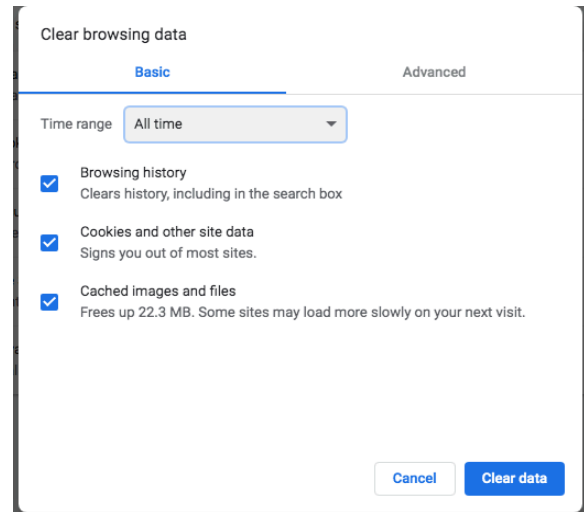 Clear browsing data
Basic
Advanced
Time range
All time
Browsing history
Clears history, including in the search box
Cookies and other site data
Signs you out of most sites.
Cached images and files
Frees up 22.3 MB. Some sites may load more slowly on your next visit.
Cancel
Clear data